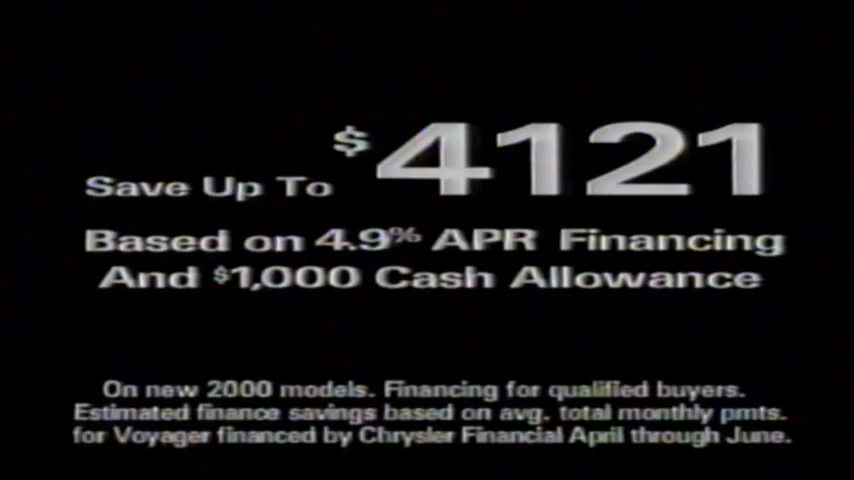 Save Up To $4121
Based on 4.9% APR Financing
And $1,000 Cash Allowance
On new 2000 models. Financing for qualified buyers.
Estimated finance savings based on avg. total monthly pmts.
for Voyager financed by Chrysler Financial April through June.